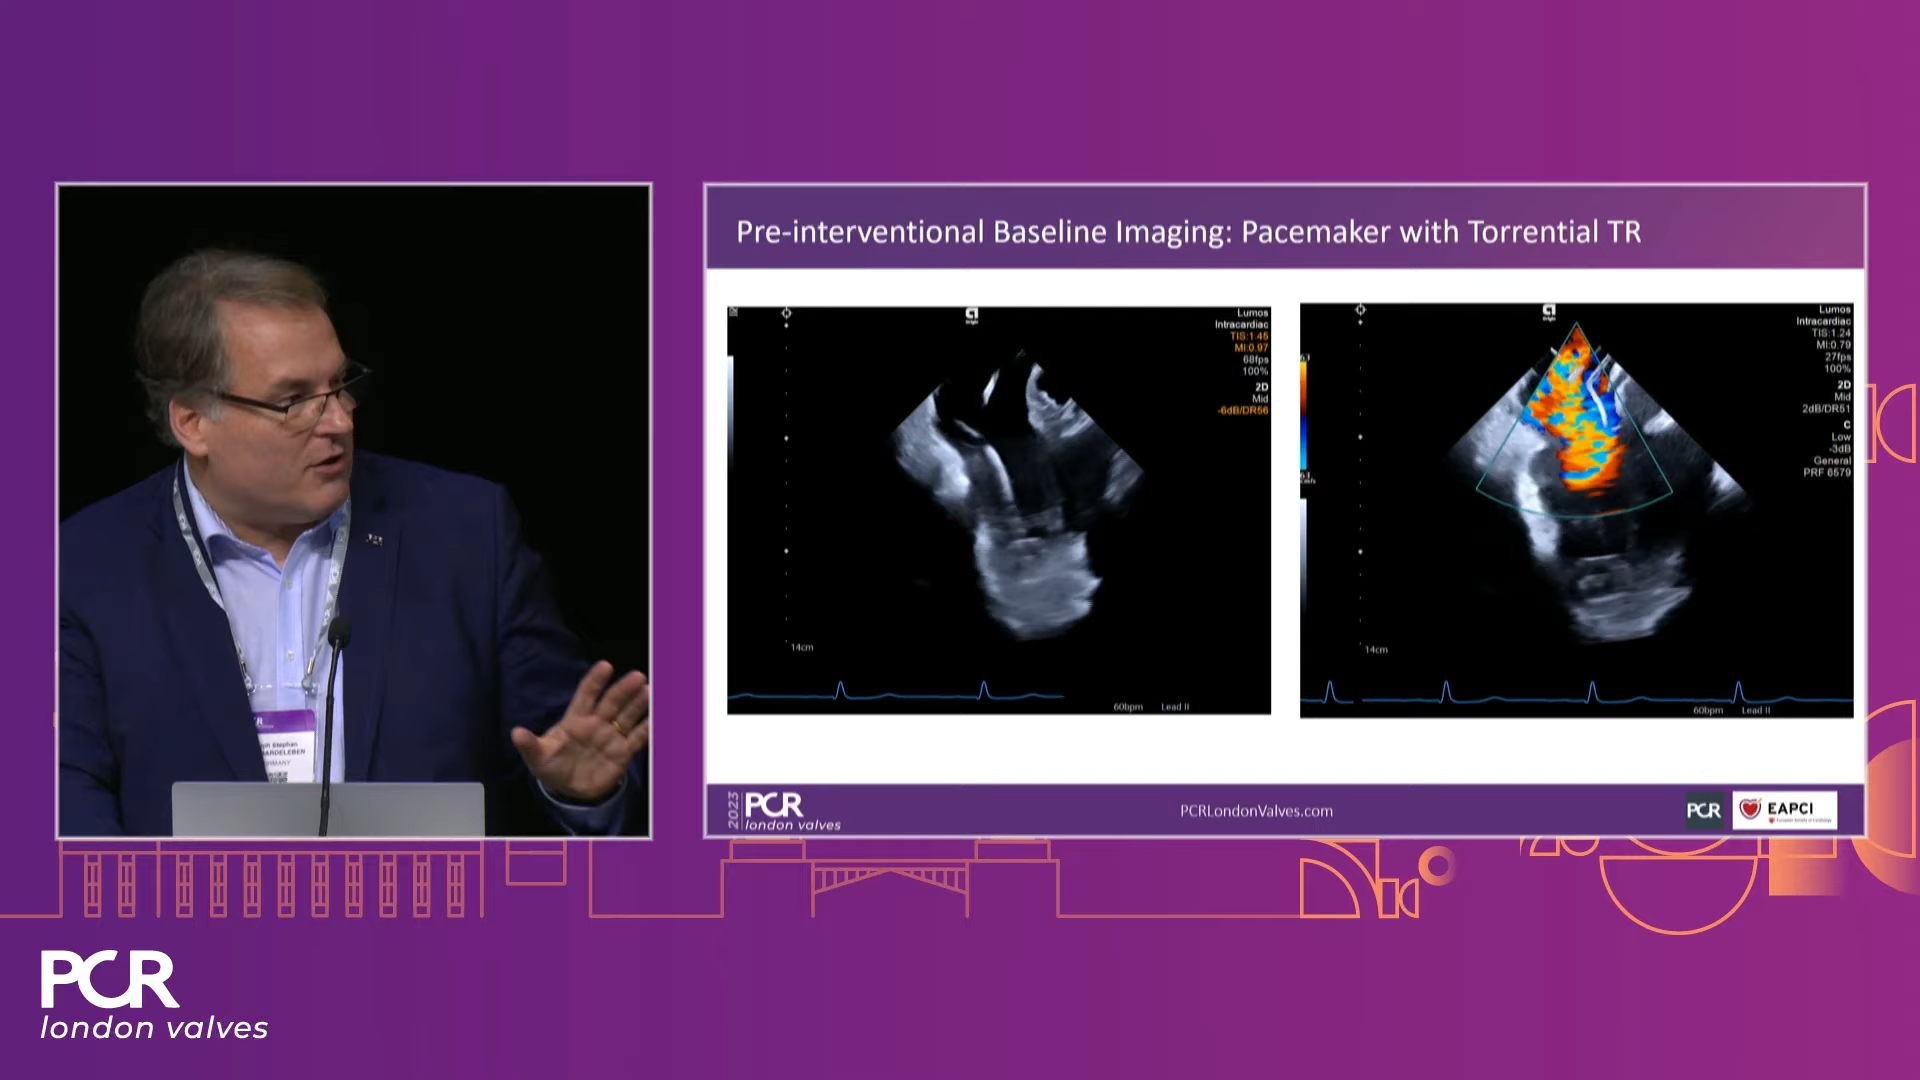 Pre-interventional Baseline Imaging: Pacemaker with Torrential TR
Lumos
Intracardiac
TIS:1.45
MI:0.97
68fps
100%
2D
Mid
-6dB/DR56
14cm
60bpm
Lead II
Lumos
Intracardiac
TIS:1.24
MI:0.79
27fps
100%
2D
Mid
2dB/DR51
C
Low
-3dB
General
PRF 6579
14cm
60bpm
Lead II
Stephan
BARDELEBEN
2023
PCR
london valves
PCRLondonValves.com
PCR
EAPCI
PCR
london valves